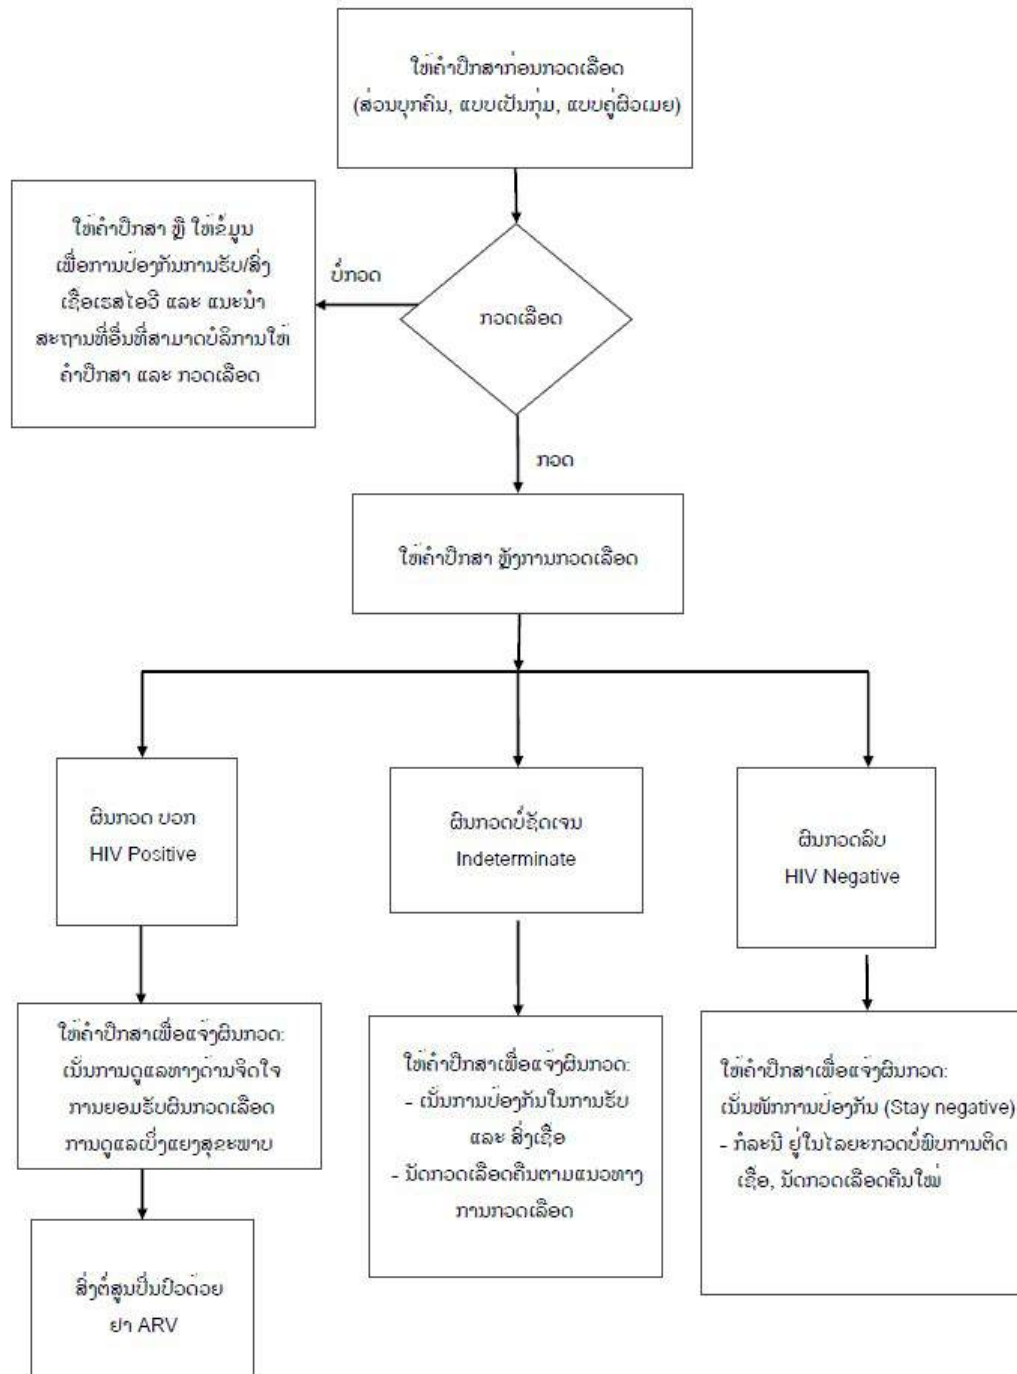 ໃຫ້ຄຳປຶກສາກ່ອນກວດເລືອດ
(ສ່ວນບຸກຄົນ, ແບບເປັນກຸ່ມ, ແບບຄູ່ຜົວເມຍ)
ໃຫ້ຄຳປຶກສາ ຫຼື ໃຫ້ຂໍ້ມູນ
ເພື່ອການປ້ອງກັນການຮັບ/ສົ່ງ
ເຊື້ອເຮສໄອວີ ແລະ ແນະນຳ
ສະຖານທີ່ອື່ນທີ່ສາມາດບໍລິການໃຫ້
ຄຳປຶກສາ ແລະ ກວດເລືອດ
ບໍ່ກວດ
ກວດເລືອດ
ກວດ
ໃຫ້ຄຳປຶກສາ ຫຼັງການກວດເລືອດ
ຜົນກວດ ບວກ
HIV Positive
ຜົນກວດບໍ່ຊັດເຈນ
Indeterminate
ຜົນກວດລົບ
HIV Negative
ໃຫ້ຄຳປຶກສາເພື່ອແຈ້ງຜົນກວດ:
ເນັ້ນການດູແລທາງດ້ານຈິດໃຈ
ການຍອມຮັບຜົນກວດເລືອດ
ການດູແລເບິ່ງແຍງສຸຂະພາບ
ໃຫ້ຄຳປຶກສາເພື່ອແຈ້ງຜົນກວດ:
- ເນັ້ນການປ້ອງກັນໃນການຮັບ
ແລະ ສົ່ງເຊື້ອ
- ນັດກວດເລືອດຄືນຕາມແນວທາງ
ການກວດເລືອດ
ໃຫ້ຄຳປຶກສາເພື່ອແຈ້ງຜົນກວດ:
ເນັ້ນໜັກການປ້ອງກັນ (Stay negative)
- ກໍລະນີ ຢູ່ໃນໄລຍະກວດບໍ່ພົບການຕິດ
ເຊື້ອ, ນັດກວດເລືອດຄືນໃໝ່
ສົ່ງຕໍ່ສູນປິ່ນປົວດ້ວຍ
ຢາ ARV